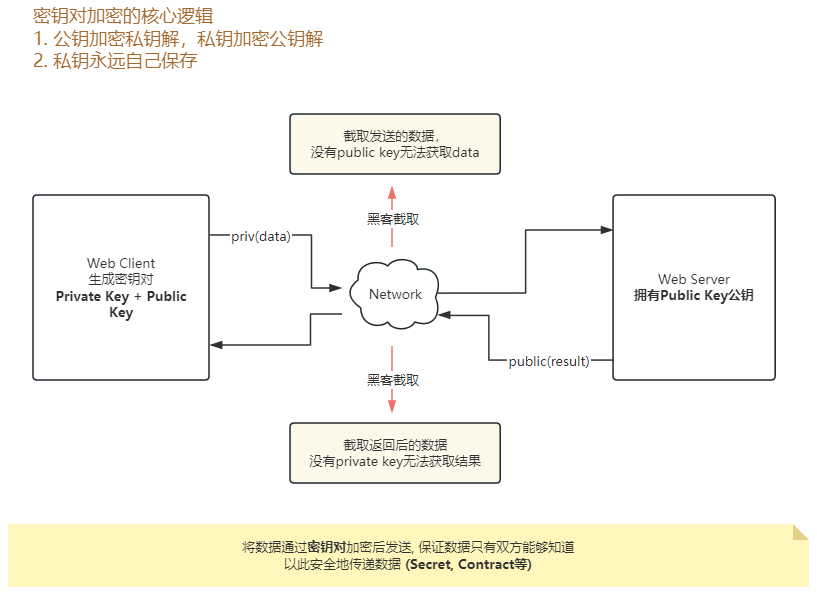 密钥对加密的核心逻辑
1. 公钥加密私钥解，私钥加密公钥解
2. 私钥永远自己保存
截取发送的数据，
没有public key无法获取data
黑客截取
priv(data)
Web Client
生成密钥对
Private Key + Public
Key
Network
Web Server
拥有Public Key公钥
public(result)
黑客截取
截取返回后的数据
没有private key无法获取结果
将数据通过密钥对加密后发送, 保证数据只有双方能够知道
以此安全地传递数据 (Secret, Contract等)